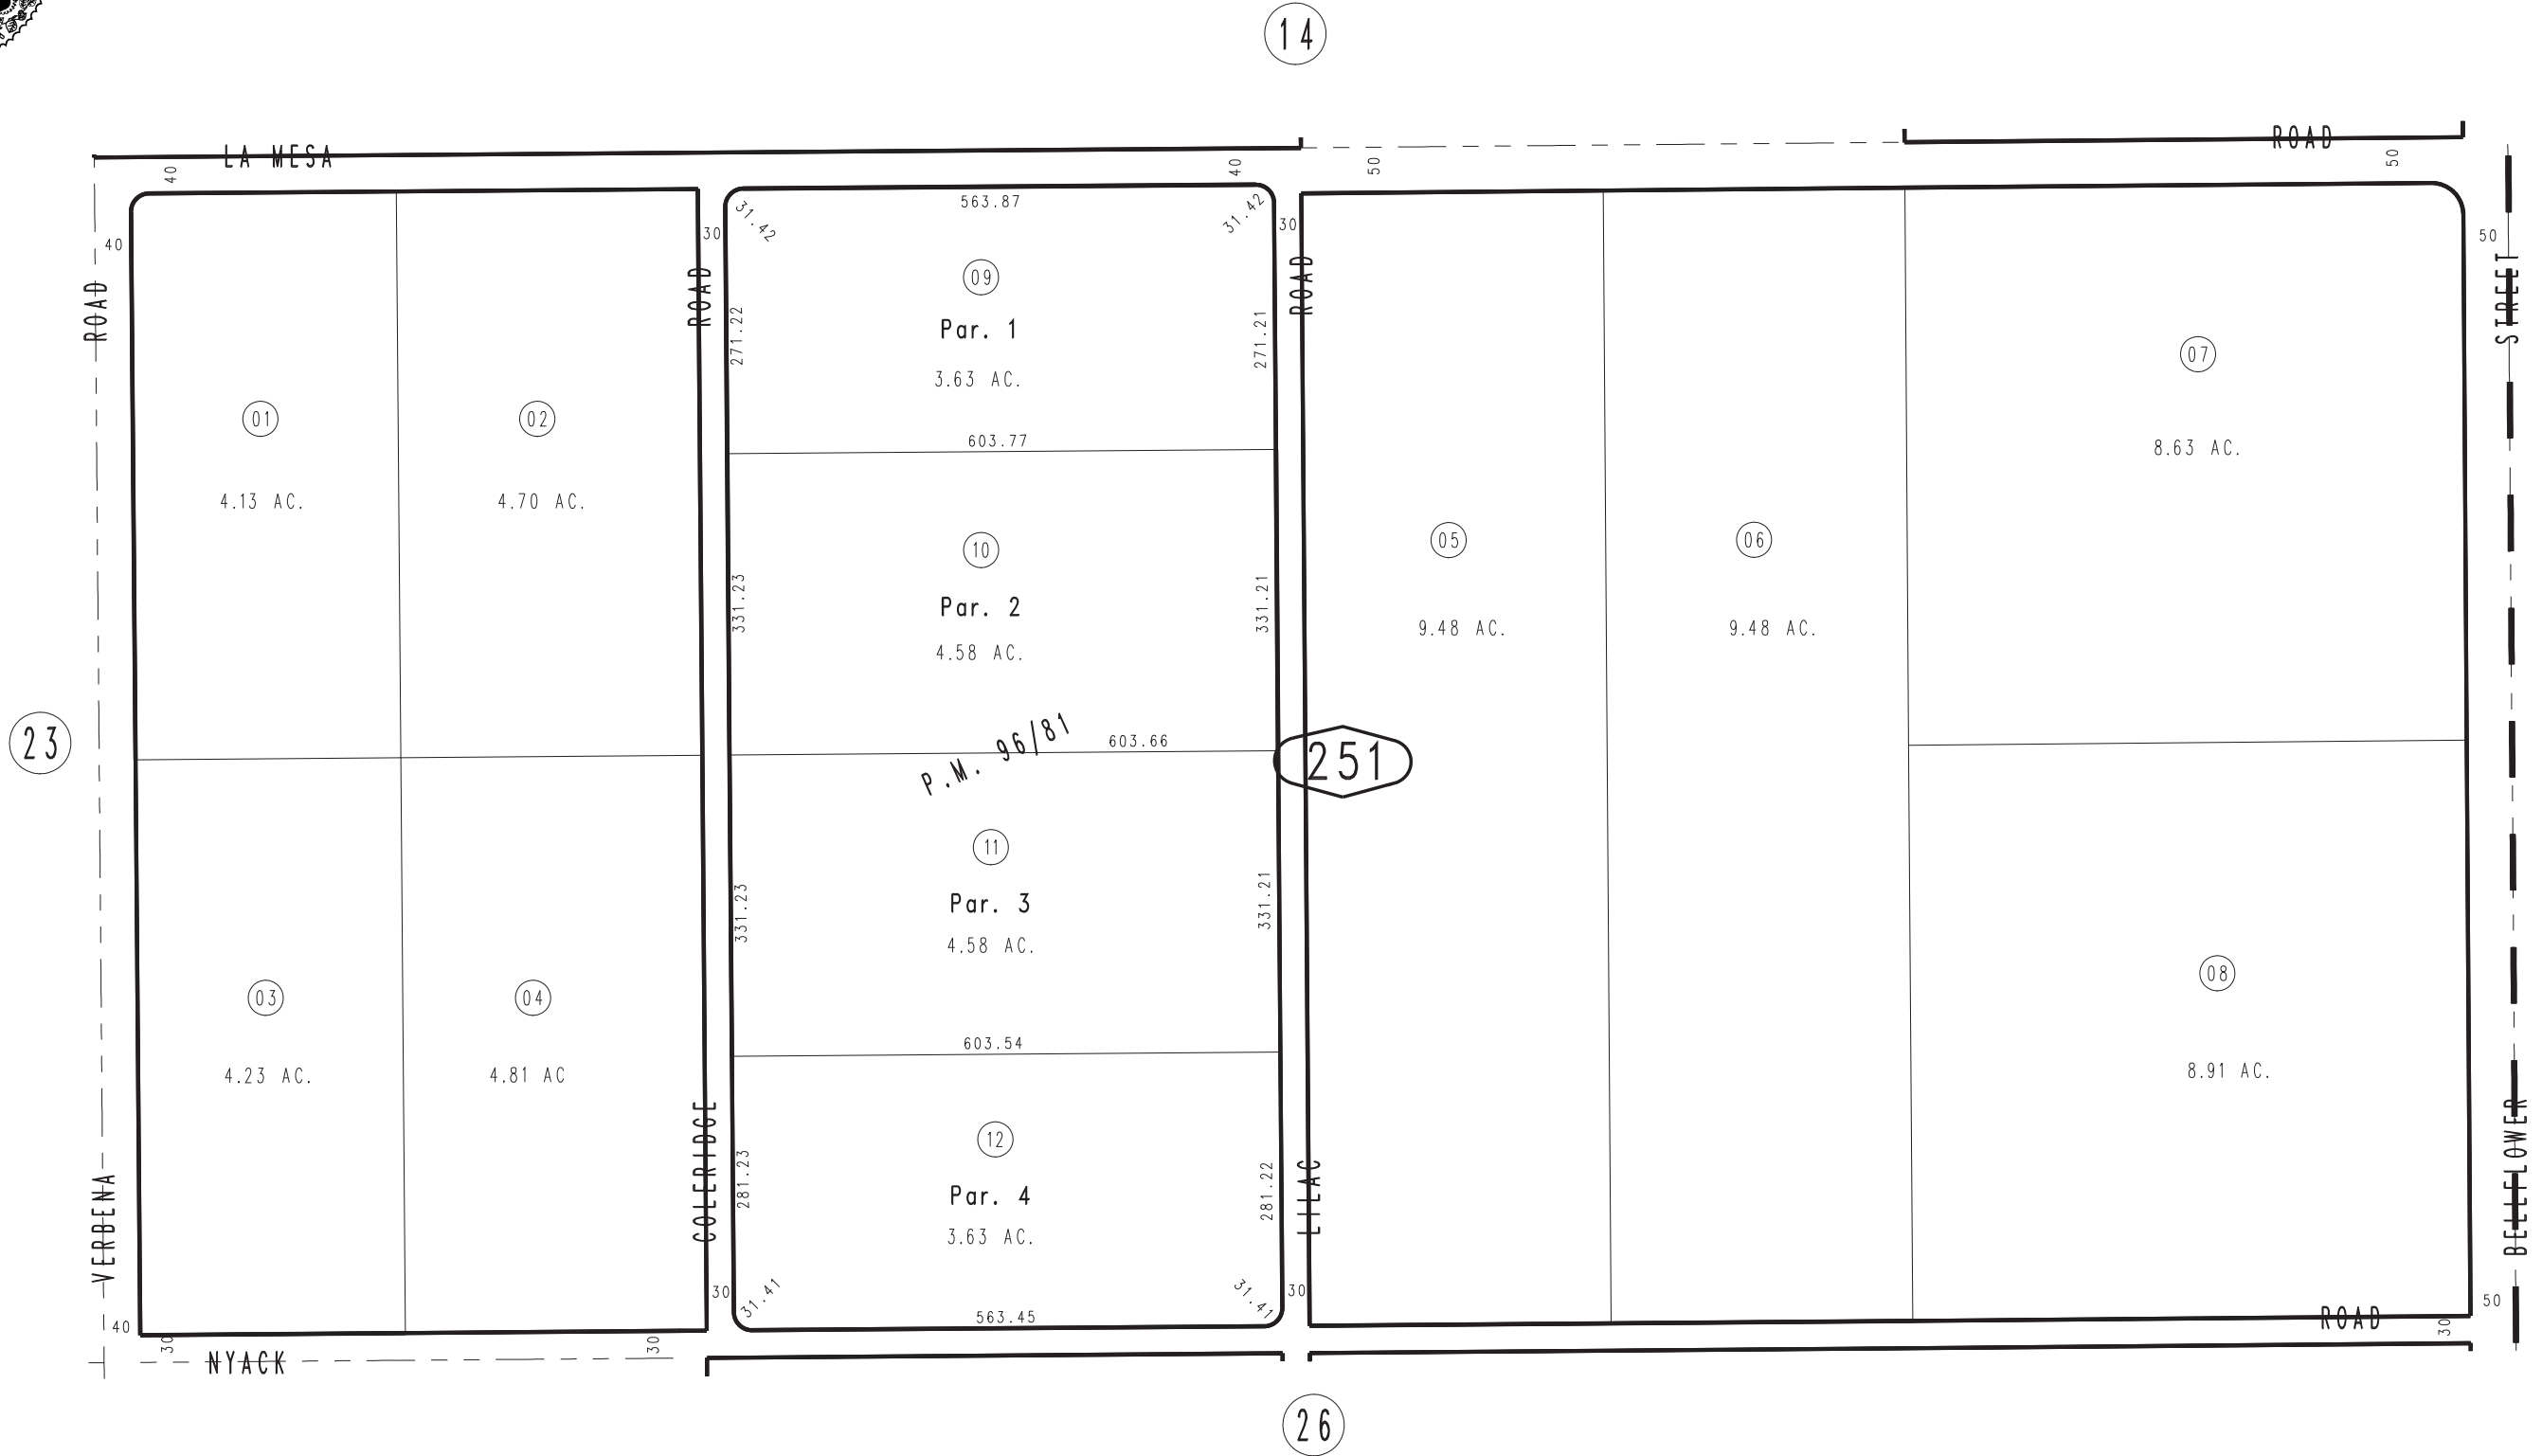 14
LA MESA
ROAD
40
40
50
50
563.87
31.42
31.42
40
30
30
50
ROAD
ROAD
ROAD
STREET
09
Par. 1
3.63 AC.
271.22
271.21
603.77
01
4.13 AC.
02
4.70 AC.
10
Par. 2
4.58 AC.
331.23
331.21
05
9.48 AC.
06
9.48 AC.
07
8.63 AC.
23
P.M. 96/81
603.66
251
11
Par. 3
4.58 AC.
331.23
331.21
603.54
03
4.23 AC.
04
4.81 AC
08
8.91 AC.
12
Par. 4
3.63 AC.
281.23
281.22
VERBENA
COLERIDGE
LILAC
BELLFLOWER
31.41
31.41
563.45
40
30
30
50
30
30
30
NYACK
ROAD
26